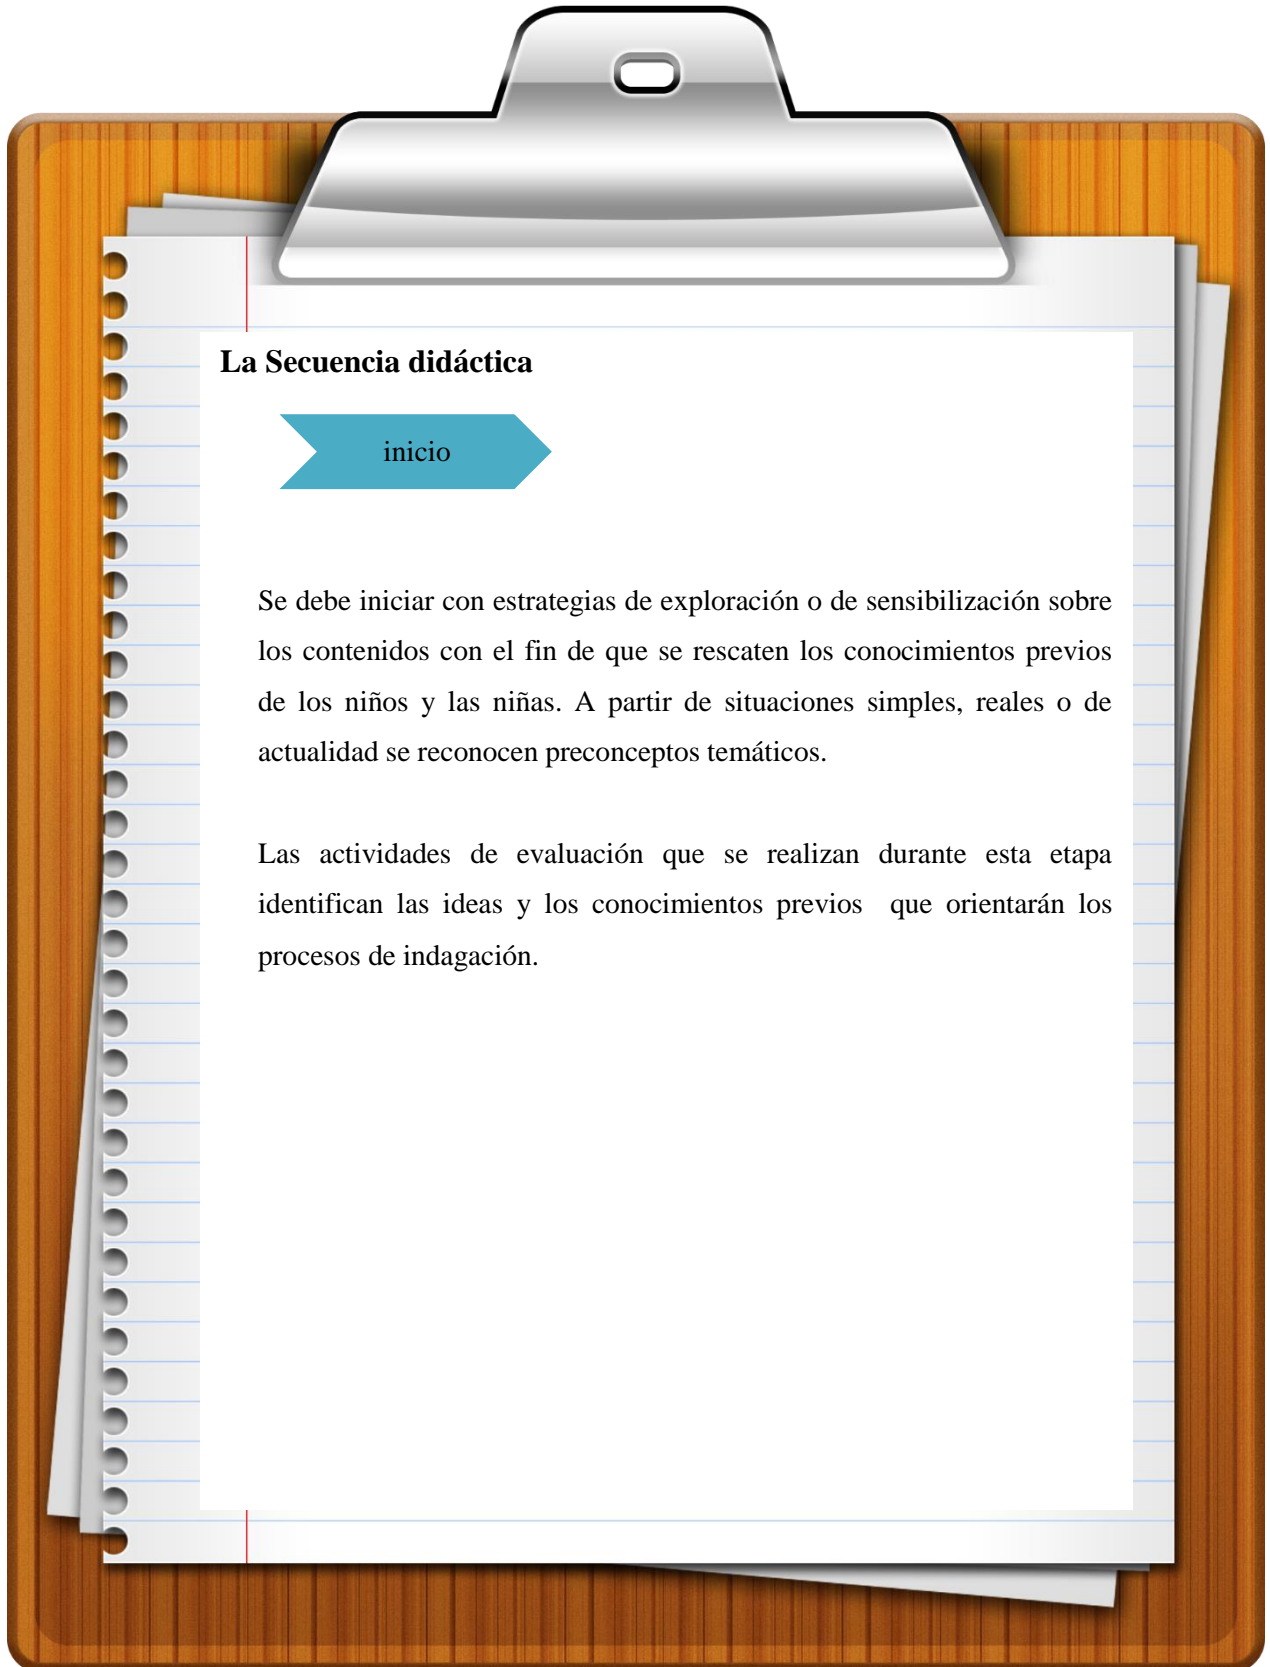 La Secuencia didáctica
inicio
Se debe iniciar con estrategias de exploración o de sensibilización sobre
los contenidos con el fin de que se rescaten los conocimientos previos
de los niños y las niñas. A partir de situaciones simples, reales o de
actualidad se reconocen preconceptos temáticos.
Las actividades de evaluación que se realizan durante esta etapa
identifican las ideas y los conocimientos previos que orientarán los
procesos de indagación.